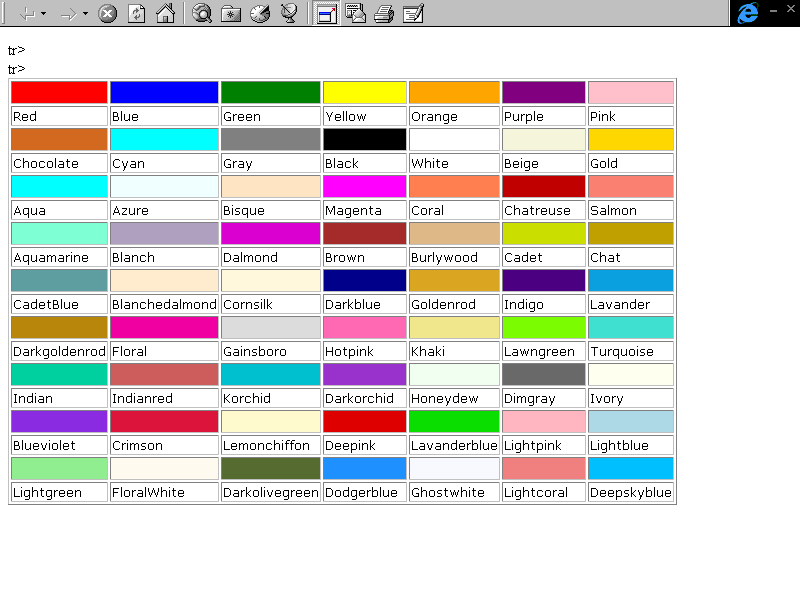 tr>
tr>
Red Blue Green Yellow Orange Purple Pink
Chocolate Cyan Gray Black White Beige Gold
Aqua Azure Bisque Magenta Coral Chatreuse Salmon
Aquamarine Blanch Dalmond Brown Burlywood Cadet Chat
CadetBlue Blanchedalmond Cornsilk Darkblue Goldenrod Indigo Lavander
Darkgoldenrod Floral Gainsboro Hotpink Khaki Lawngreen Turquoise
Indian Indianred Korchid Darkorchid Honeydew Dimgray Ivory
Blueviolet Crimson Lemonchiffon Deepink Lavanderblue Lightpink Lightblue
Lightgreen FloralWhite Darkolivegreen Dodgerblue Ghostwhite Lightcoral Deepskyblue